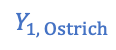 Y1, Ostrich